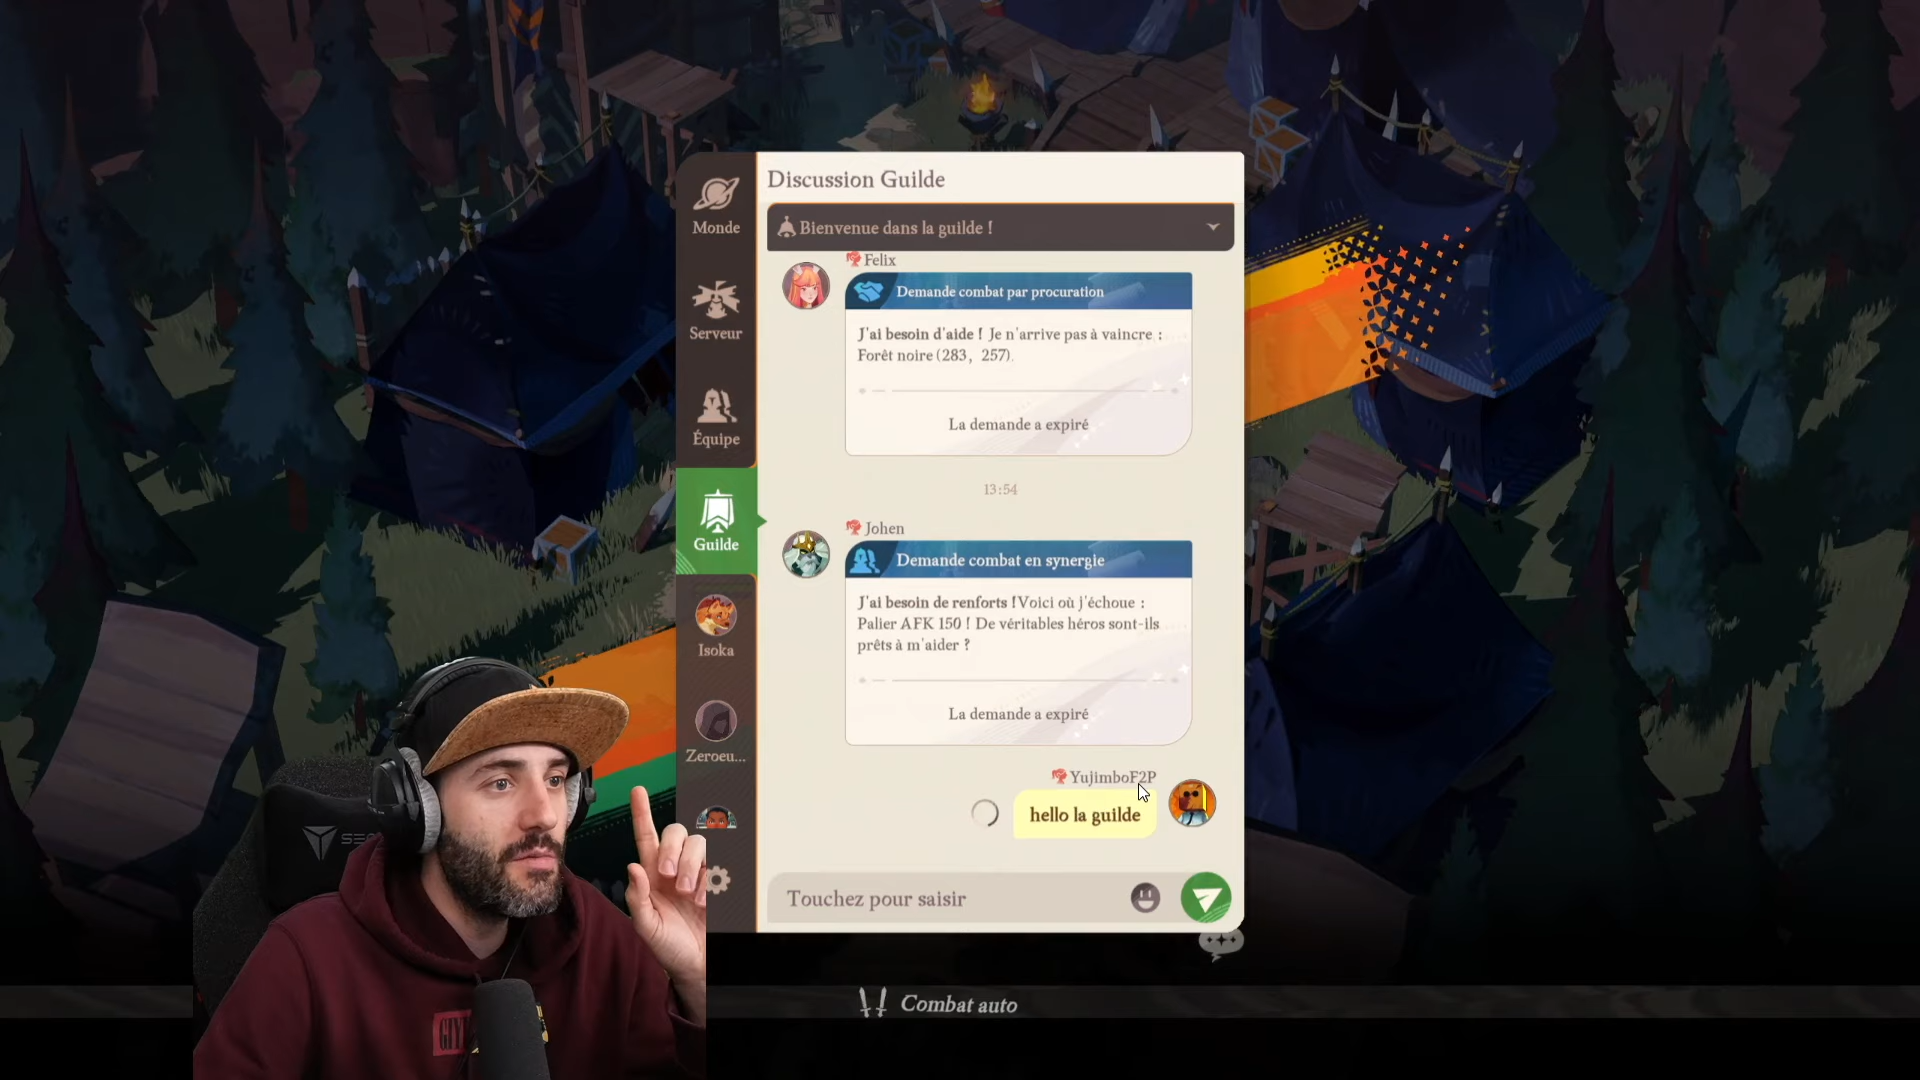 Discussion Guilde
Bienvenue dans la guilde !
Monde
Serveur
Équipe
Guilde
Isoka
Zeroeu...
Felix
Demande combat par procuration
J'ai besoin d'aide ! Je n'arrive pas à vaincre :
Forêt noire (283, 257).
La demande a expiré
13:54
Johen
Demande combat en synergie
J'ai besoin de renforts !Voici où j'échoue :
Palier AFK 150 ! De véritables héros sont-ils
prêts à m'aider ?
La demande a expiré
YujimboF2P
hello la guilde
Touchez pour saisir
Combat auto